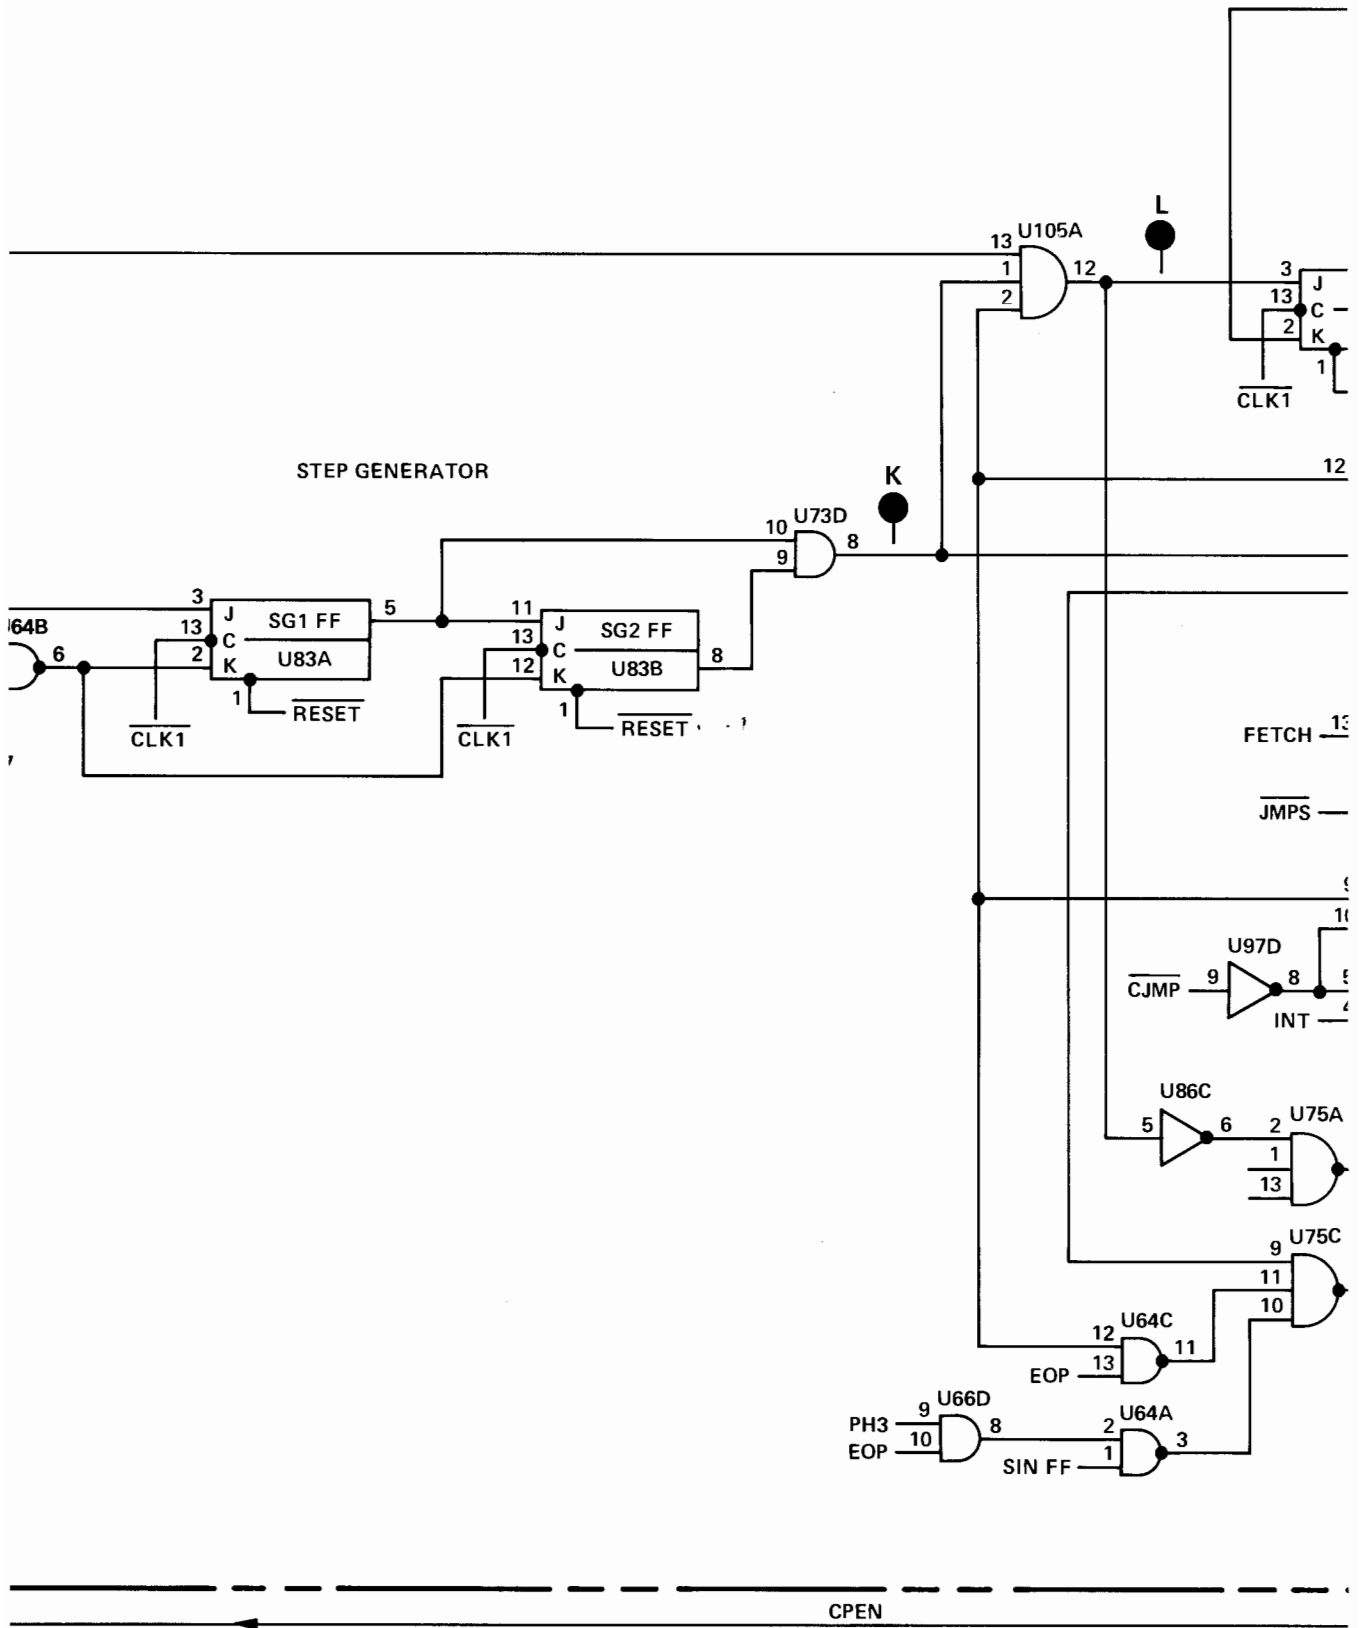 L
U105A
13
1
2
12
3
J
13
C
2
K
1
CLK1
STEP GENERATOR
12
K
U73D
10
9
8
3
J
SG1 FF
5
13
C
2
K
U83A
1
RESET
CLK1
64B
6
11
J
SG2 FF
13
C
12
K
U83B
8
1
RESET
CLK1
FETCH
JMPS
U97D
CJMP
9
8
INT
U86C
5
6
U75A
2
1
13
U75C
9
11
10
U64C
12
11
EOP
13
U66D
PH3
9
8
EOP
10
U64A
2
3
1
SIN FF
CPEN